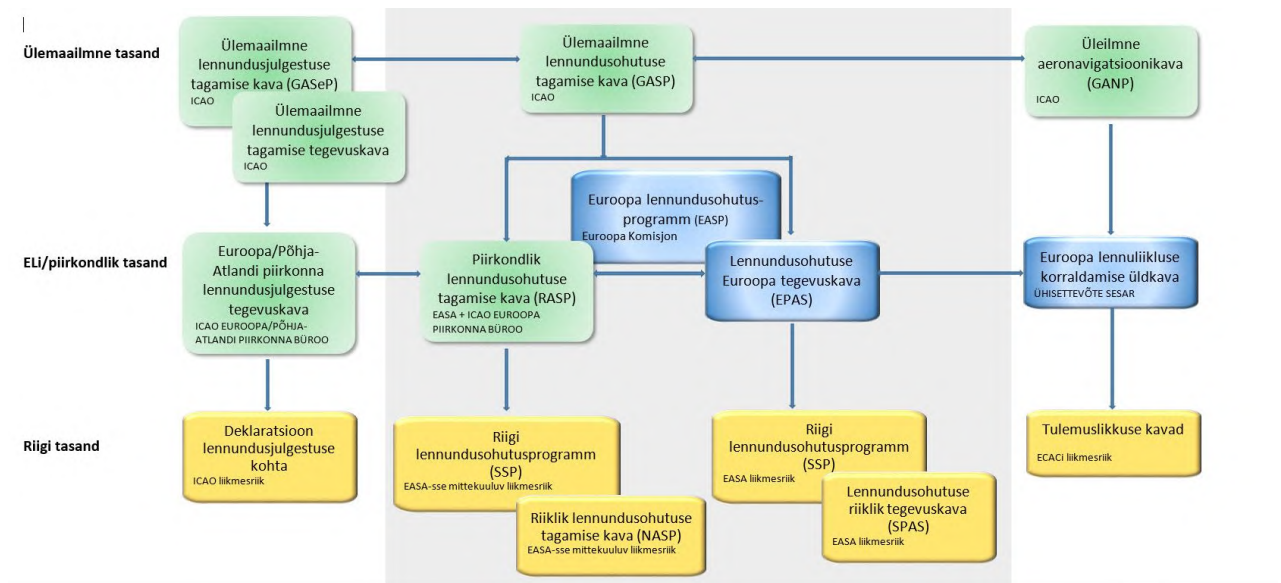 Ülemaailmne tasand
Ülemaailmne
lennundusjulgestuse
tagamise kava (GASeP)
ICAO
Ülemaailmne
lennundusjulgestuse
tagamise tegevuskava
ICAO
Ülemaailmne
lennundusohutuse
tagamise kava (GASP)
ICAO
Üleilmne
aeronavigatsioonikava
(GANP)
ICAO
ELi/piirkondlik tasand
Euroopa/Põhja-
Atlandi piirkonna
lennundusjulgestuse
tegevuskava
ICAO EUROOPA/PÕHJA-
ATLANDI PIIRKONNA BÜROO
Piirkondlik
lennundusohutuse
tagamise kava (RASP)
EASA + ICAO EUROOPA
PIIRKONNA BÜROO
Euroopa lennundusohutus-
programm (EASP)
Euroopa Komisjon
Lennundusohutuse
Euroopa tegevuskava
(EPAS)
Euroopa lennuliikluse
korraldamise üldkava
ÜHISETTEVÕTE SESAR
Riigi tasand
Deklaratsioon
lennundusjulgestuse
kohta
ICAO liikmesriik
Riigi
lennundusohutusprogramm
(SSP)
EASA-sse mittekuuluv liikmesriik
Riiklik lennundusohutuse
tagamise kava (NASP)
EASA-sse mittekuuluv liikmesriik
Riigi
lennundusohutusprogramm
(SSP)
EASA liikmesriik
Lennundusohutuse
riiklik tegevuskava
(SPAS)
EASA liikmesriik
Tulemuslikkuse kavad
ECACi liikmesriik